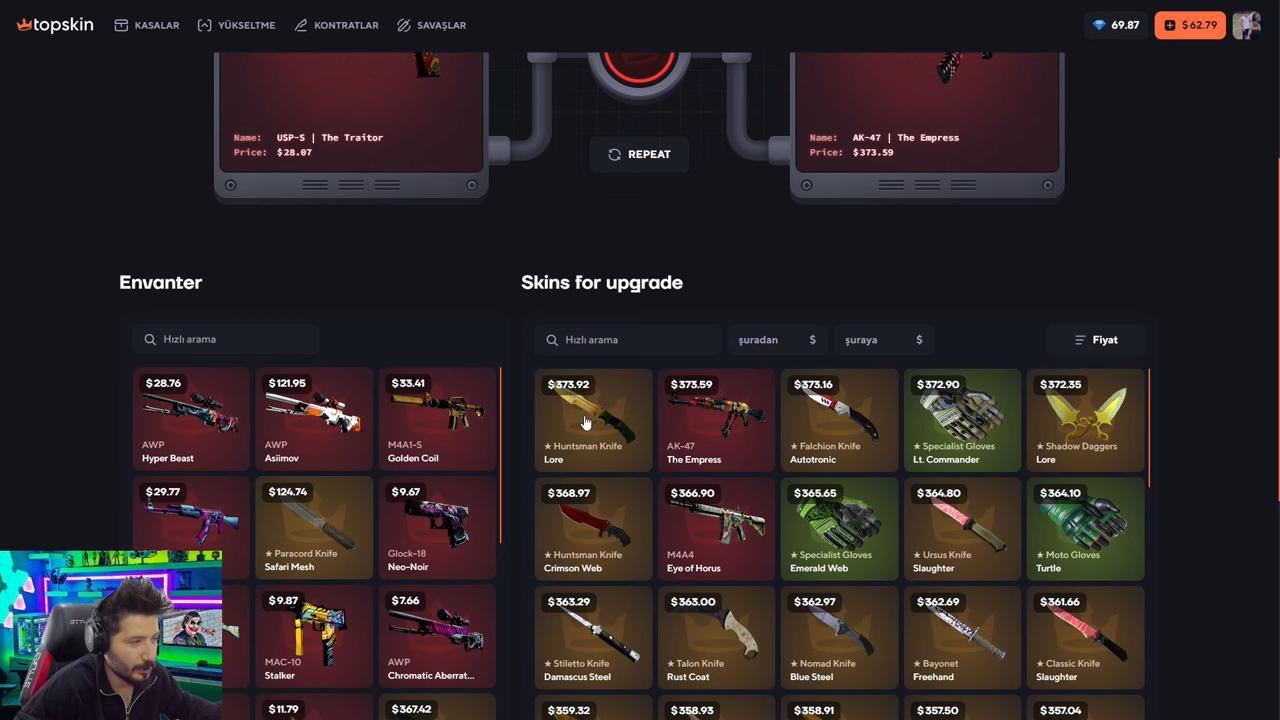 topskin
KASALAR
YÜKSELTME
KONTRATLAR
SAVAŞLAR
69.87
$62.79
Name: USP-S | The Traitor
Price: $28.07
REPEAT
Name: AK-47 | The Empress
Price: $373.59
Envanter
Hızlı arama
$28.76
AWP
Hyper Beast
$121.95
AWP
Asiimov
$33.41
M4A1-S
Golden Coil
$29.77
$124.74
★ Paracord Knife
Safari Mesh
$9.67
Glock-18
Neo-Noir
$9.87
MAC-10
Stalker
$7.66
AWP
Chromatic Aberrat...
$11.79
$367.42
Skins for upgrade
Hızlı arama
şuradan $
şuraya $
Fiyat
$373.92
★ Huntsman Knife
Lore
$373.59
AK-47
The Empress
$373.16
★ Falchion Knife
Autotronic
$372.90
★ Specialist Gloves
Lt. Commander
$372.35
★ Shadow Daggers
Lore
$368.97
★ Huntsman Knife
Crimson Web
$366.90
M4A4
Eye of Horus
$365.65
★ Specialist Gloves
Emerald Web
$364.80
★ Ursus Knife
Slaughter
$364.10
★ Moto Gloves
Turtle
$363.29
★ Stiletto Knife
Damascus Steel
$363.00
★ Talon Knife
Rust Coat
$362.97
★ Nomad Knife
Blue Steel
$362.69
★ Bayonet
Freehand
$361.66
★ Classic Knife
Slaughter
$359.32
$358.93
$358.91
$357.50
$357.04